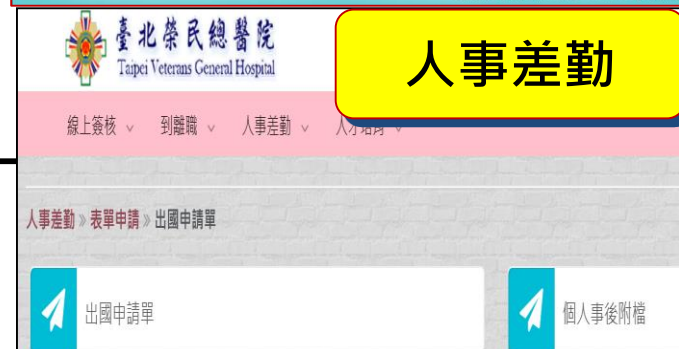 臺北榮民總醫院
Taipei Veterans General Hospital
人事差勤
線上簽核 到離職 人事差勤
人事差勤 » 表單申請 » 出國申請單
出國申請單 個人事後附檔